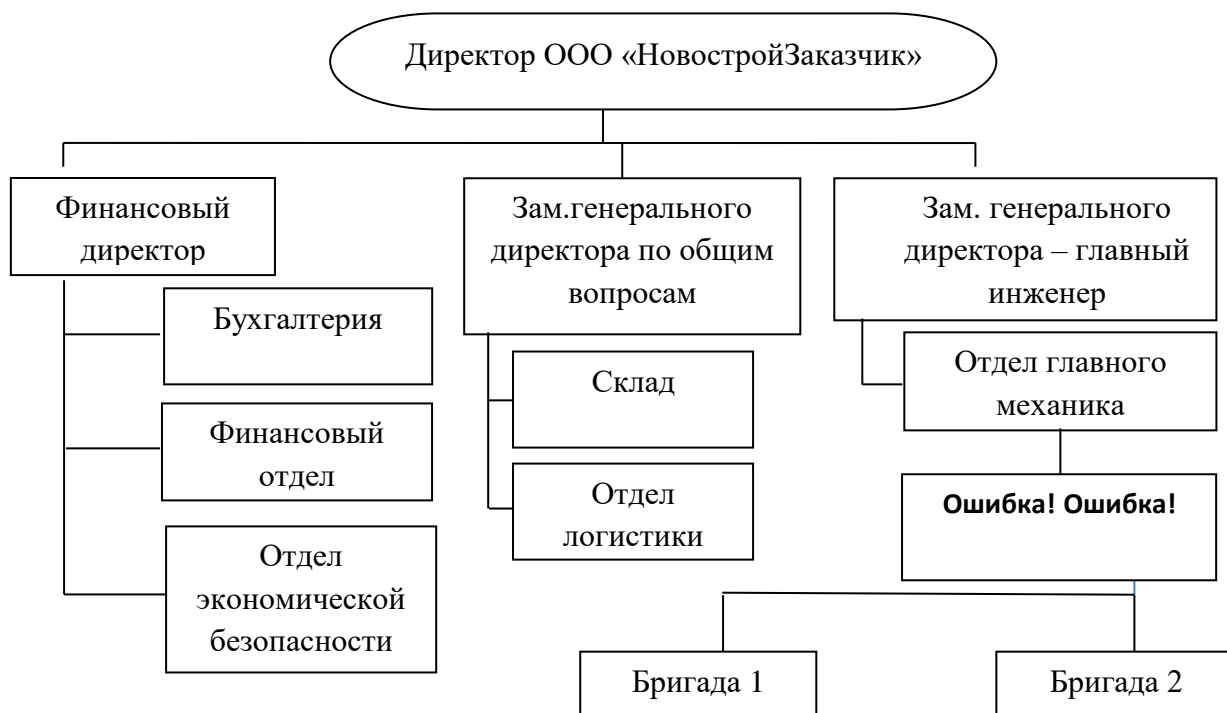 Директор ООО «НовостройЗаказчик»
Финансовый
директор
Бухгалтерия
Финансовый
отдел
Отдел
экономической
безопасности
Зам.генерального
директора по общим
вопросам
Склад
Отдел
логистики
Зам. генерального
директора – главный
инженер
Отдел главного
механика
Ошибка! Ошибка!
Бригада 1
Бригада 2